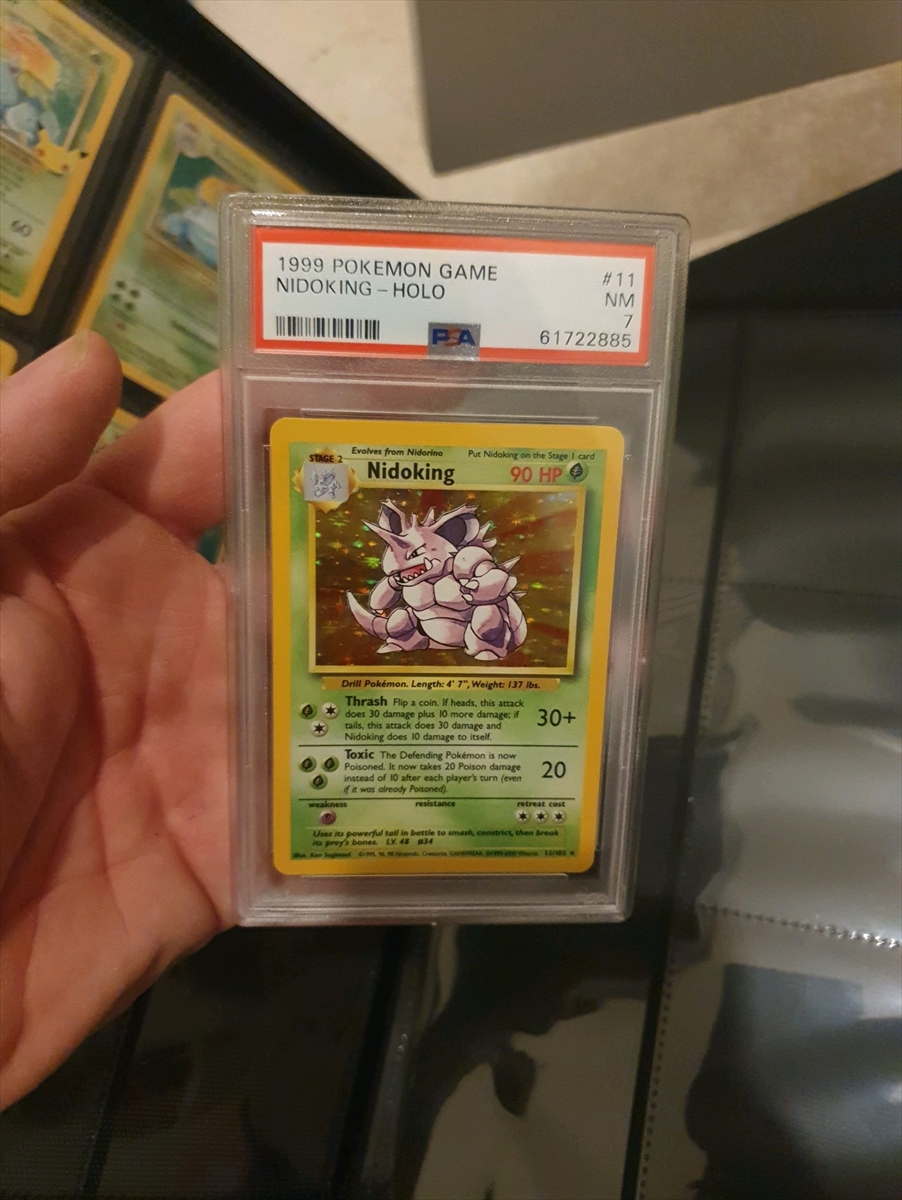 60
1999 POKEMON GAME #11
NIDOKING – HOLO NM
7
PSA 61722885
STAGE 2 Evolves from Nidorino Put Nidoking on the Stage 1 card
Nidoking 90 HP
Drill Pokémon. Length: 4' 7", Weight: 137 lbs.
Thrash Flip a coin. If heads, this attack
does 30 damage plus 10 more damage; if
tails, this attack does 30 damage and
Nidoking does 10 damage to itself.
30+
Toxic The Defending Pokémon is now
Poisoned. It now takes 20 Poison damage
instead of 10 after each player's turn (even
if it was already Poisoned).
20
weakness resistance retreat cost
Uses its powerful tail in battle to smash, constrict, then break
its prey's bones. LV. 48 #34
11/102